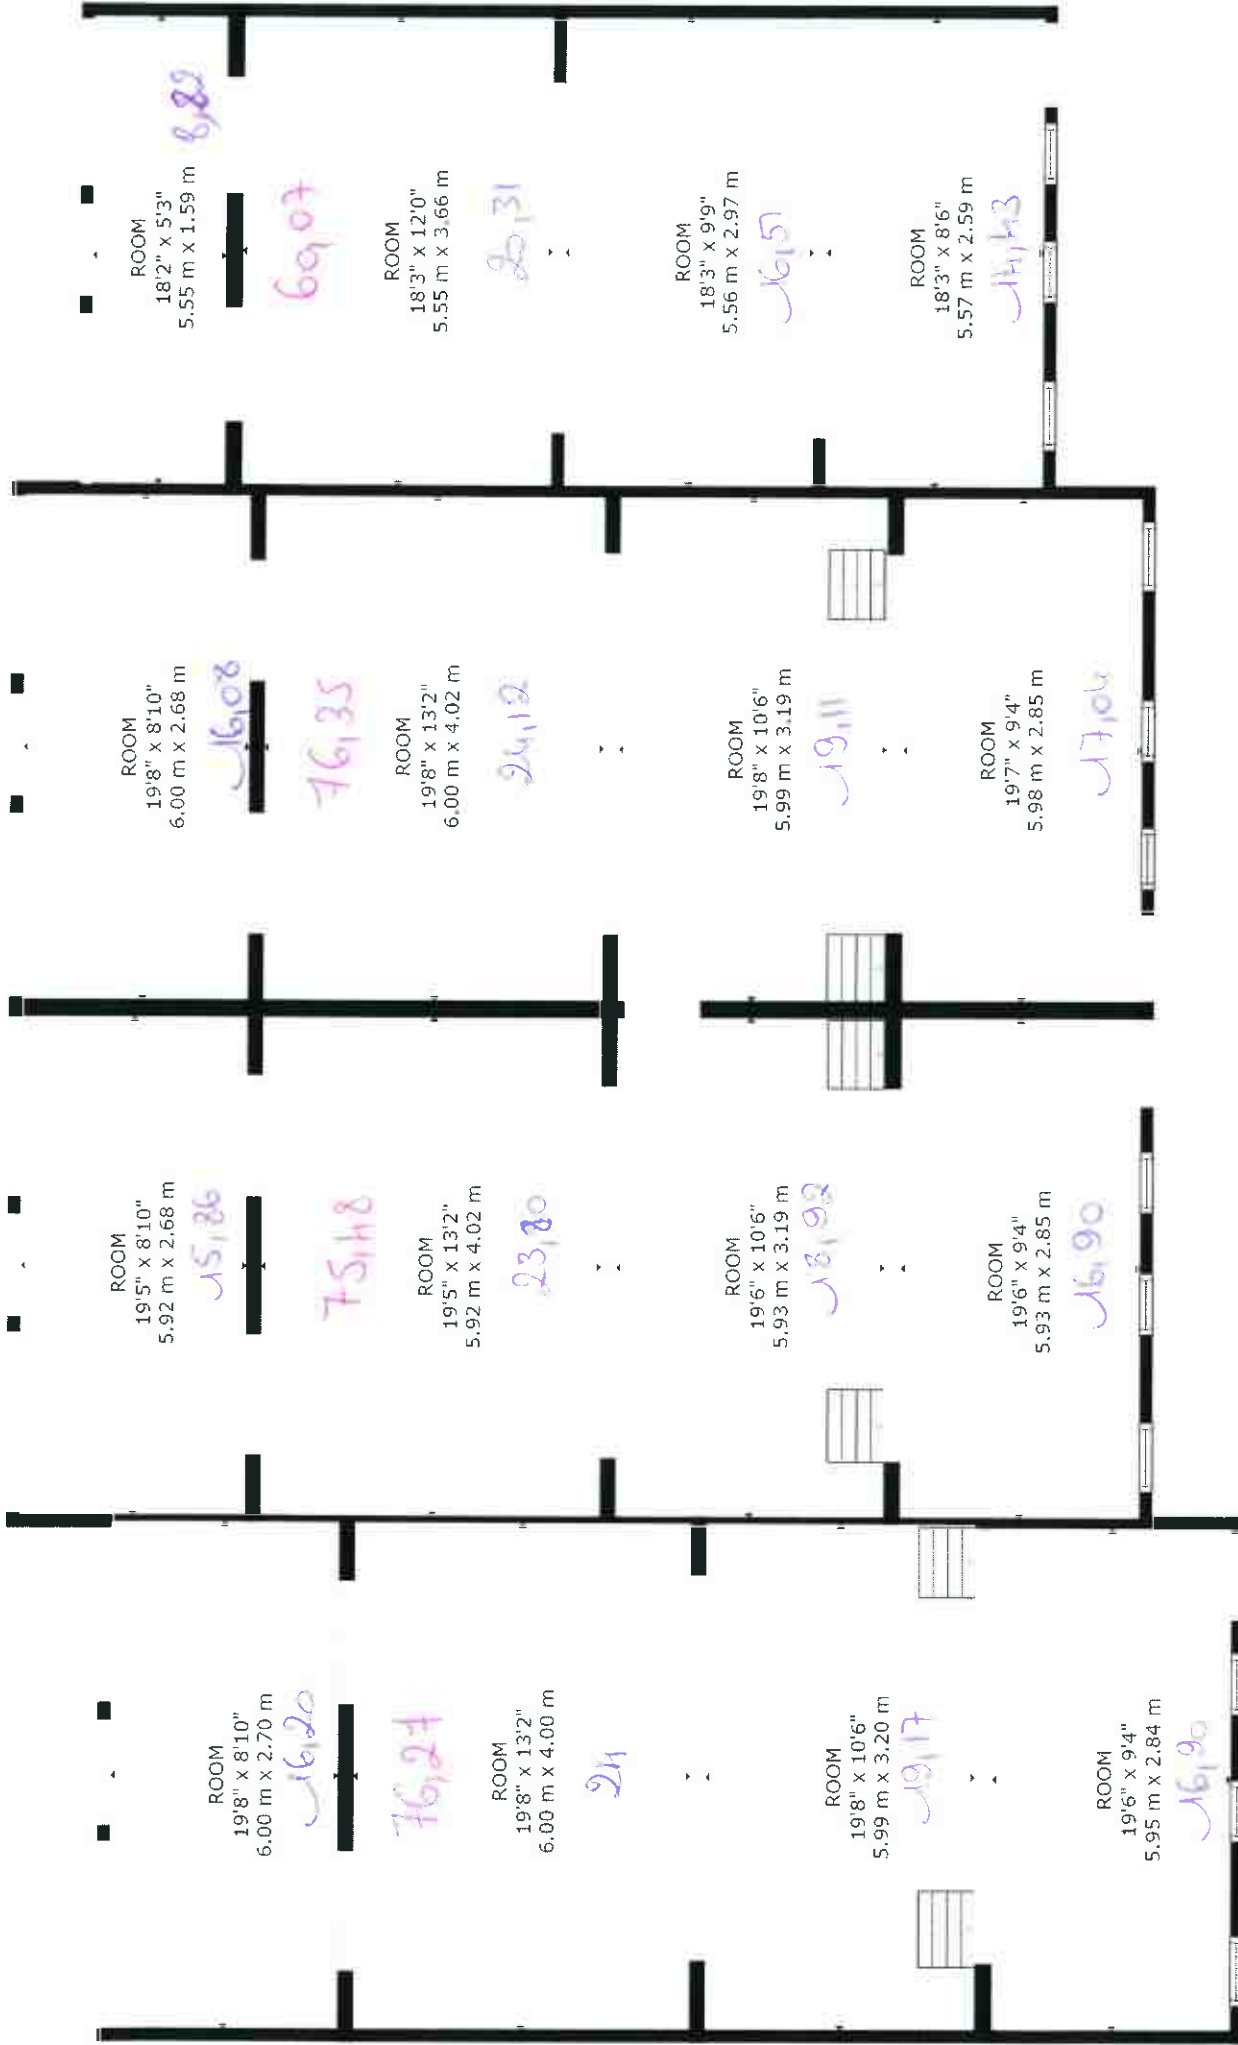 ROOM
19'8" x 8'10"
6.00 m x 2.70 m
16,20
76,27
ROOM
19'8" x 13'2"
6.00 m x 4.00 m
24
ROOM
19'8" x 10'6"
5.99 m x 3.20 m
19,17
ROOM
19'6" x 9'4"
5.95 m x 2.84 m
16,90
ROOM
19'5" x 8'10"
5.92 m x 2.68 m
15,86
75,48
ROOM
19'5" x 13'2"
5.92 m x 4.02 m
23,80
ROOM
19'6" x 10'6"
5.93 m x 3.19 m
18,92
ROOM
19'6" x 9'4"
5.93 m x 2.85 m
16,90
ROOM
19'8" x 8'10"
6.00 m x 2.68 m
16,08
76,35
ROOM
19'8" x 13'2"
6.00 m x 4.02 m
24,12
ROOM
19'8" x 10'6"
5.99 m x 3.19 m
19,11
ROOM
19'7" x 9'4"
5.98 m x 2.85 m
17,04
ROOM
18'2" x 5'3"
5.55 m x 1.59 m
8,82
60,07
ROOM
18'3" x 12'0"
5.55 m x 3.66 m
20,31
ROOM
18'3" x 9'9"
5.56 m x 2.97 m
16,51
ROOM
18'3" x 8'6"
5.57 m x 2.59 m
14,43